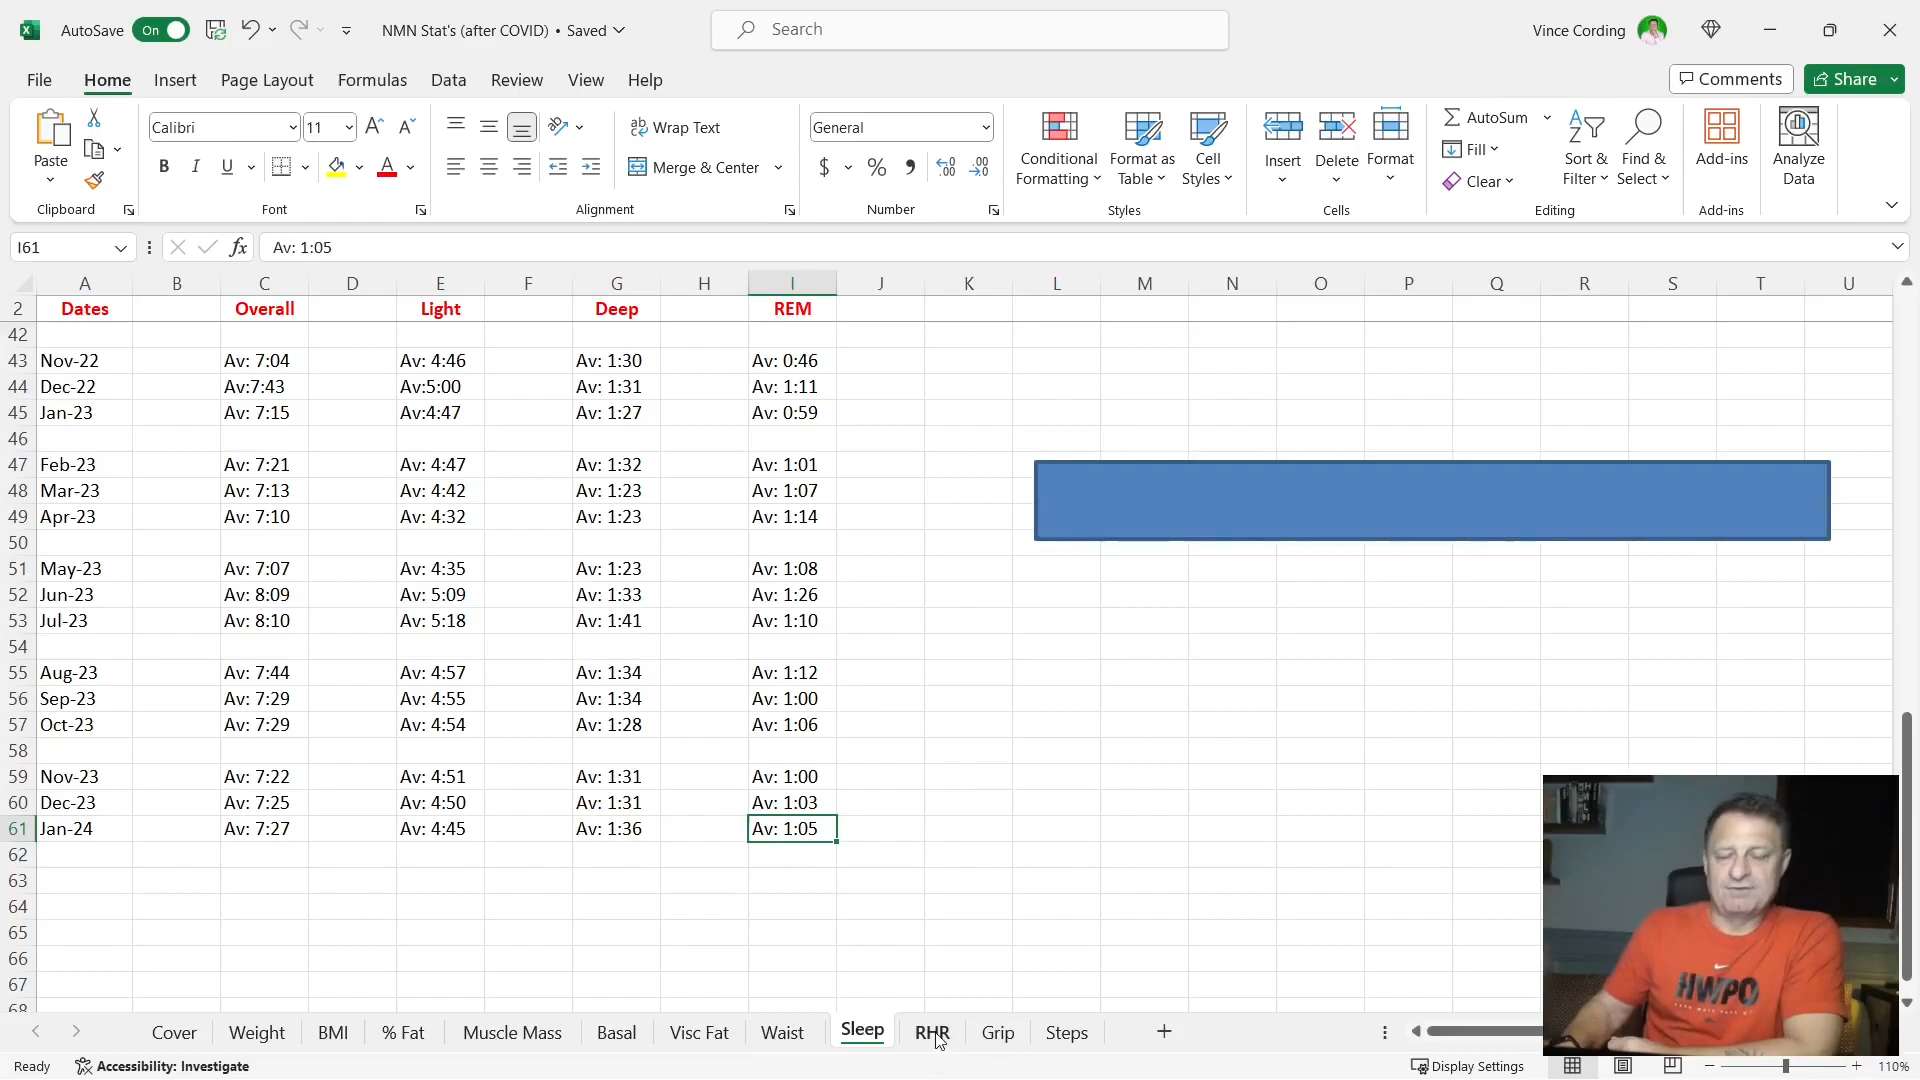 AutoSave On NMN Stat's (after COVID) • Saved Search Vince Cording
File Home Insert Page Layout Formulas Data Review View Help Comments Share
Calibri 11 Wrap Text General AutoSum
Paste B I U Merge & Center $ % Conditional Formatting Format as Table Cell Styles Insert Delete Format Fill Clear Sort & Filter Find & Select Add-ins Analyze Data
Clipboard Font Alignment Number Styles Cells Editing Add-ins
I61 fx Av: 1:05
A B C D E F G H I J K L M N O P Q R S T U
2 Dates Overall Light Deep REM
42
43 Nov-22 Av: 7:04 Av: 4:46 Av: 1:30 Av: 0:46
44 Dec-22 Av:7:43 Av:5:00 Av: 1:31 Av: 1:11
45 Jan-23 Av: 7:15 Av:4:47 Av: 1:27 Av: 0:59
46
47 Feb-23 Av: 7:21 Av: 4:47 Av: 1:32 Av: 1:01
48 Mar-23 Av: 7:13 Av: 4:42 Av: 1:23 Av: 1:07
49 Apr-23 Av: 7:10 Av: 4:32 Av: 1:23 Av: 1:14
50
51 May-23 Av: 7:07 Av: 4:35 Av: 1:23 Av: 1:08
52 Jun-23 Av: 8:09 Av: 5:09 Av: 1:33 Av: 1:26
53 Jul-23 Av: 8:10 Av: 5:18 Av: 1:41 Av: 1:10
54
55 Aug-23 Av: 7:44 Av: 4:57 Av: 1:34 Av: 1:12
56 Sep-23 Av: 7:29 Av: 4:55 Av: 1:34 Av: 1:00
57 Oct-23 Av: 7:29 Av: 4:54 Av: 1:28 Av: 1:06
58
59 Nov-23 Av: 7:22 Av: 4:51 Av: 1:31 Av: 1:00
60 Dec-23 Av: 7:25 Av: 4:50 Av: 1:31 Av: 1:03
61 Jan-24 Av: 7:27 Av: 4:45 Av: 1:36 Av: 1:05
62
63
64
65
66
67
68
HWPO
Cover Weight BMI % Fat Muscle Mass Basal Visc Fat Waist Sleep RHR Grip Steps
Ready Accessibility: Investigate Display Settings 110%